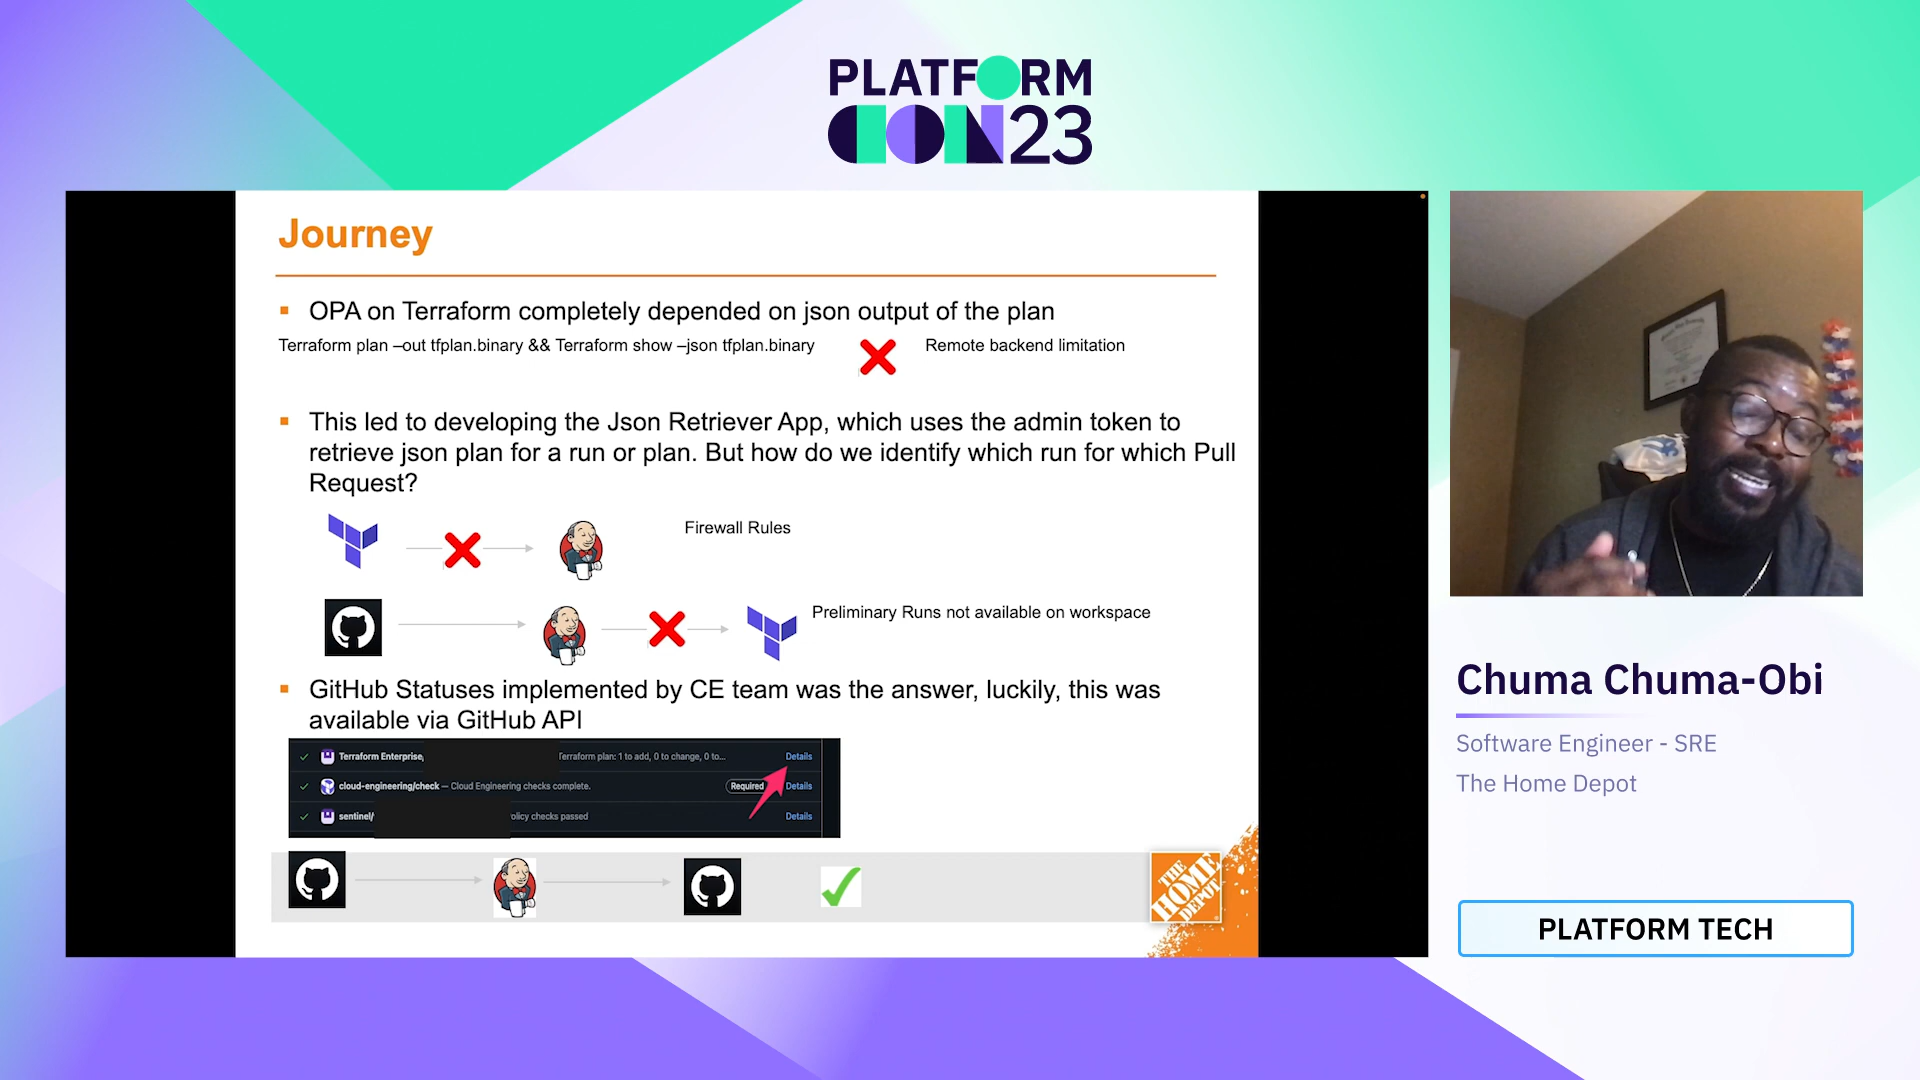 PLATFORM
CON23
Journey
OPA on Terraform completely depended on json output of the plan
Terraform plan –out tfplan.binary && Terraform show –json tfplan.binary
Remote backend limitation
This led to developing the Json Retriever App, which uses the admin token to
retrieve json plan for a run or plan. But how do we identify which run for which Pull
Request?
Firewall Rules
Preliminary Runs not available on workspace
GitHub Statuses implemented by CE team was the answer, luckily, this was
available via GitHub API
Terraform Enterprise, Terraform plan: 1 to add, 0 to change, 0 to... Details
cloud-engineering/check — Cloud Engineering checks complete. Required Details
sentinel/ olicy checks passed Details
THE
HOME
DEPOT
Chuma Chuma-Obi
Software Engineer - SRE
The Home Depot
PLATFORM TECH